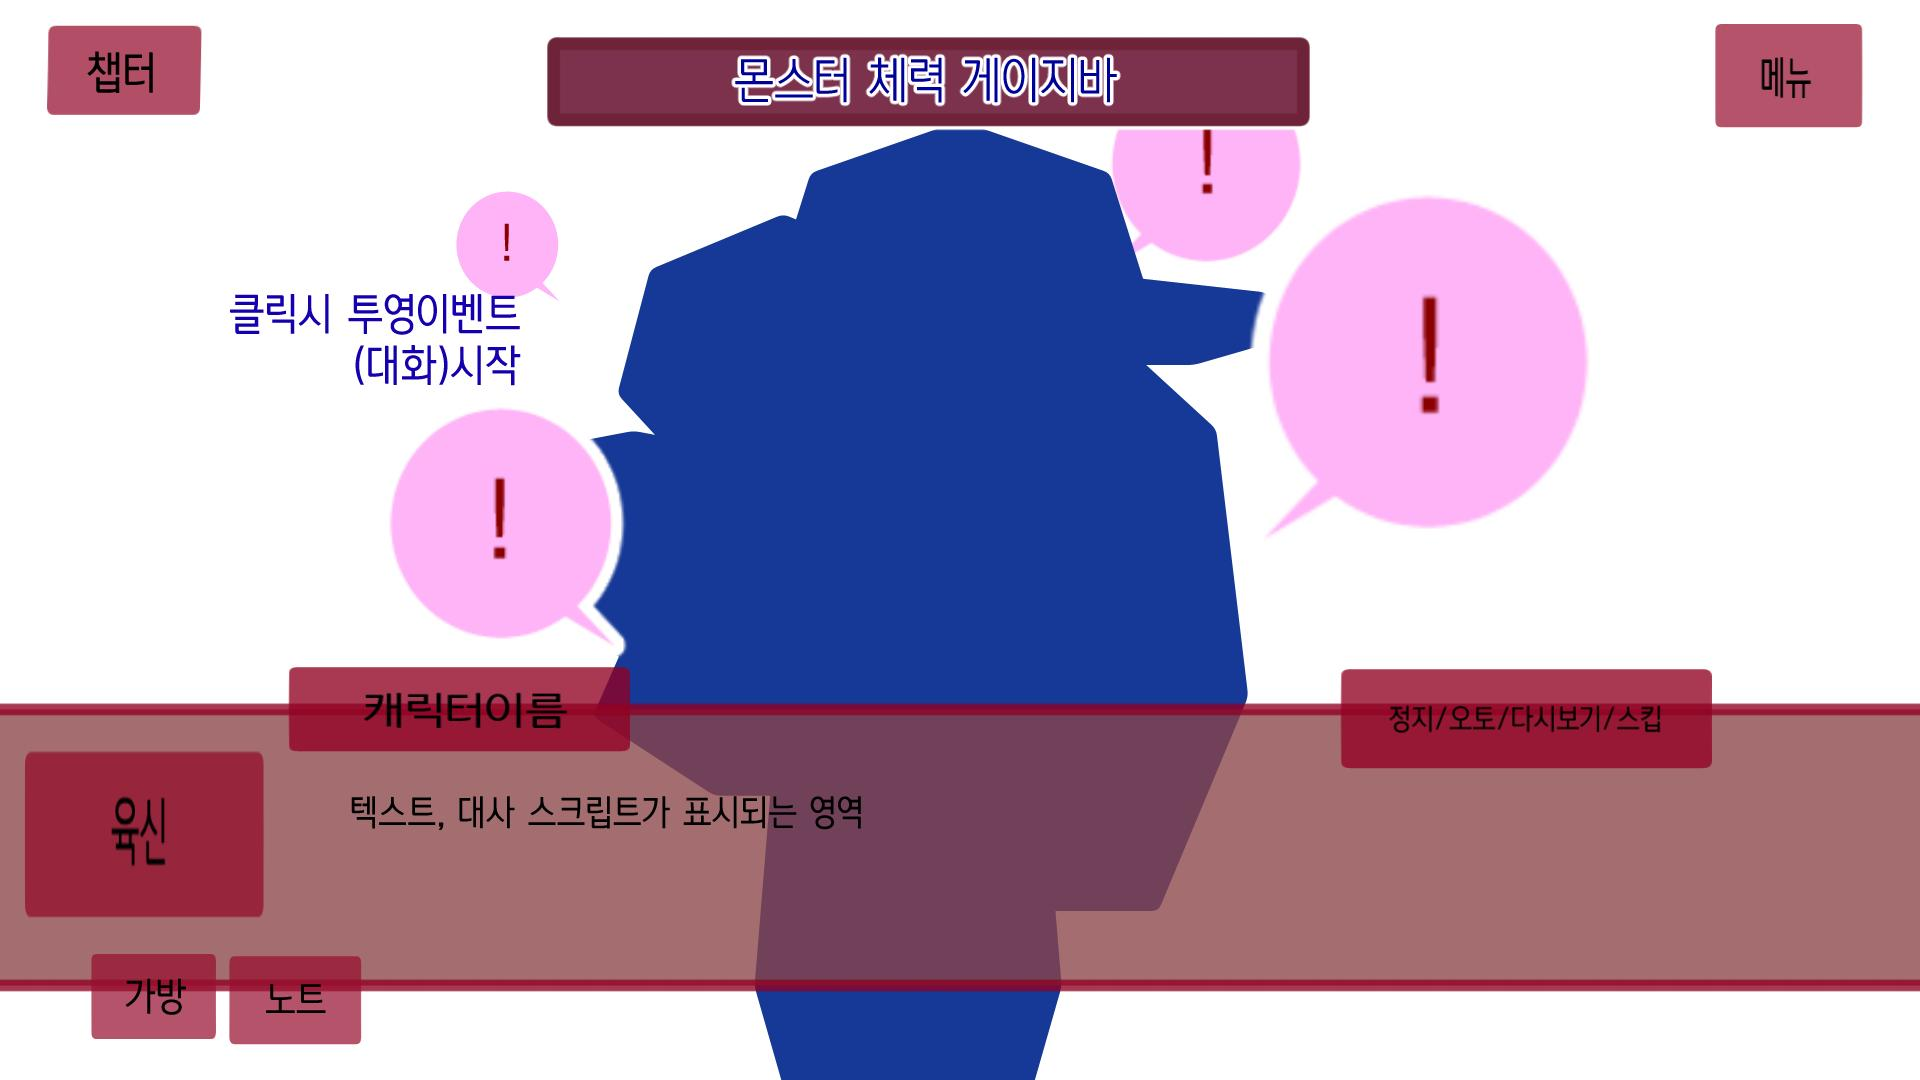 챕터
몬스터 체력 게이지바
메뉴
!
!
!
클릭시 투영이벤트
(대화)시작
!
캐릭터이름
정지/오토/다시보기/스킵
육신
텍스트, 대사 스크립트가 표시되는 영역
가방
노트